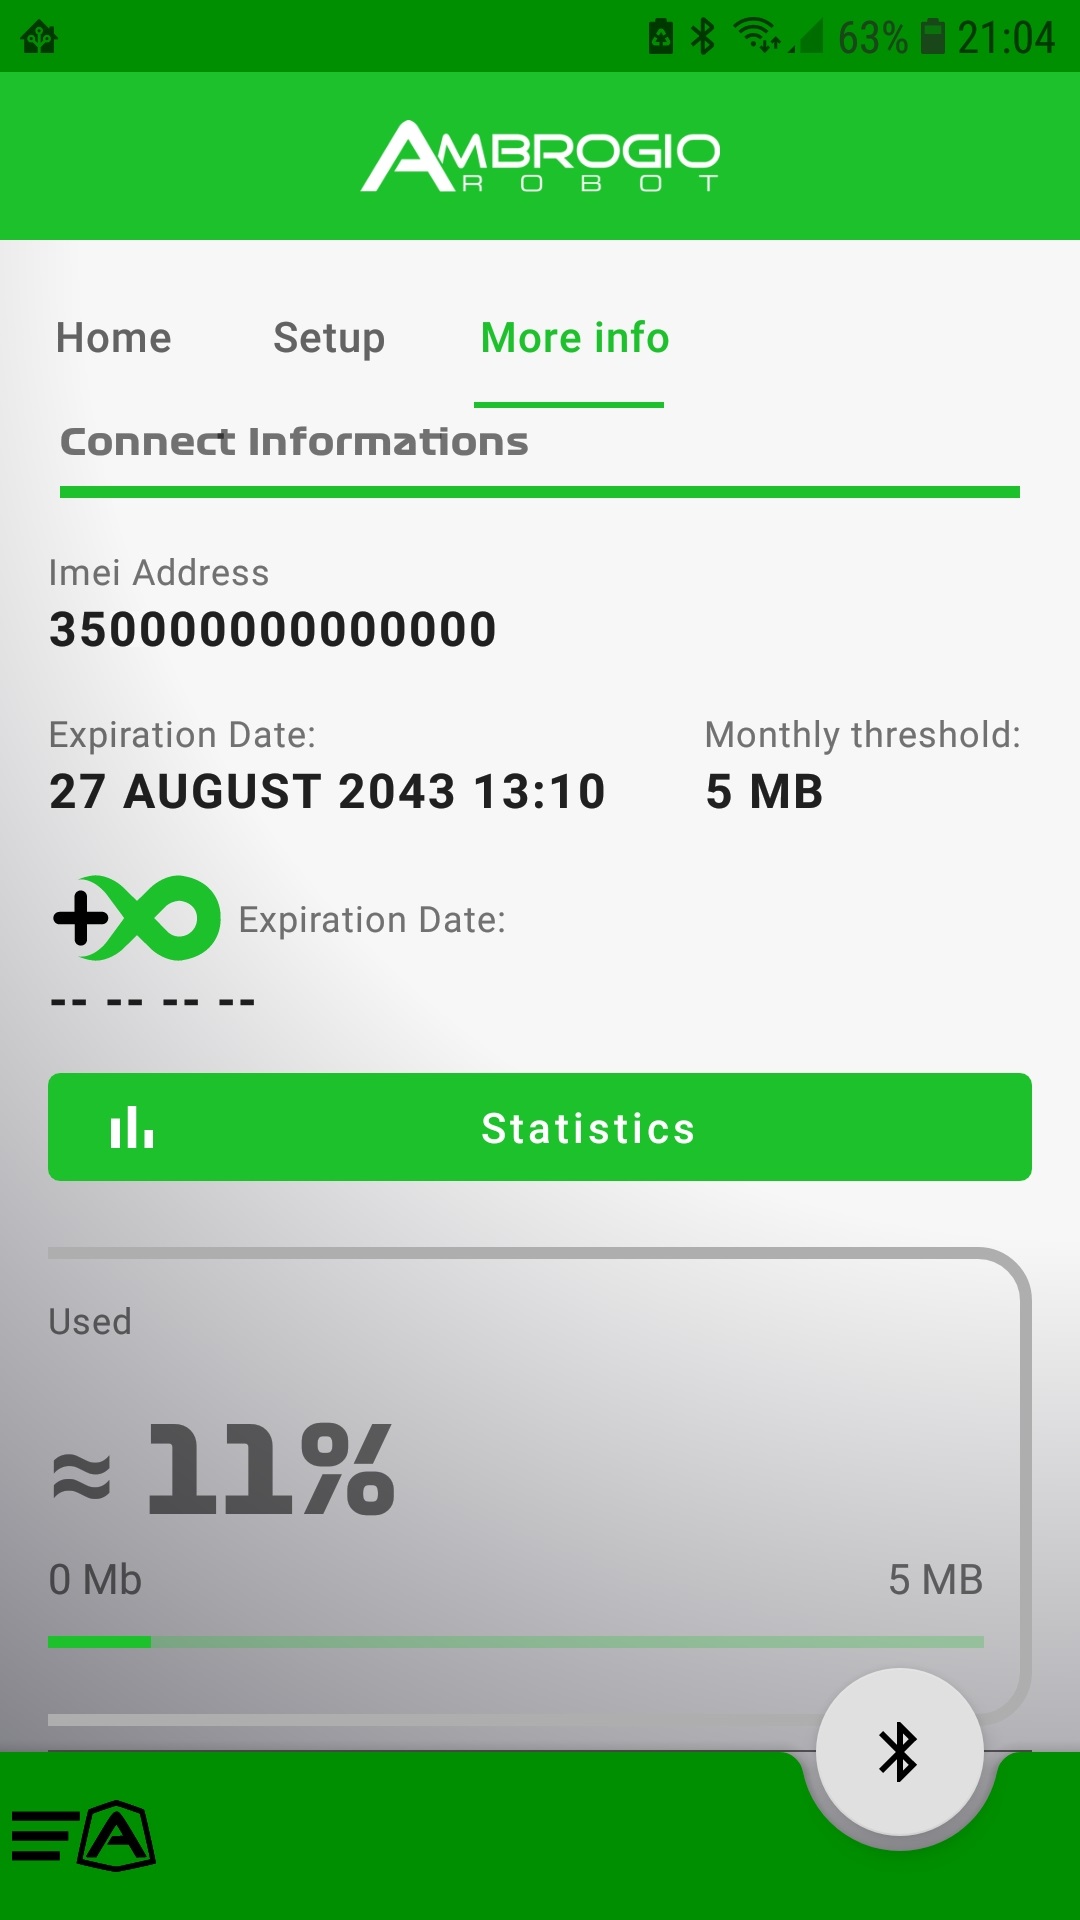 63% 21:04
AMBROGIO
ROBOT
Home Setup More info
Connect Informations
Imei Address
350000000000000
Expiration Date: Monthly threshold:
27 AUGUST 2043 13:10 5 MB
Expiration Date:
-- -- -- --
Statistics
Used
≈ 11%
0 Mb 5 MB